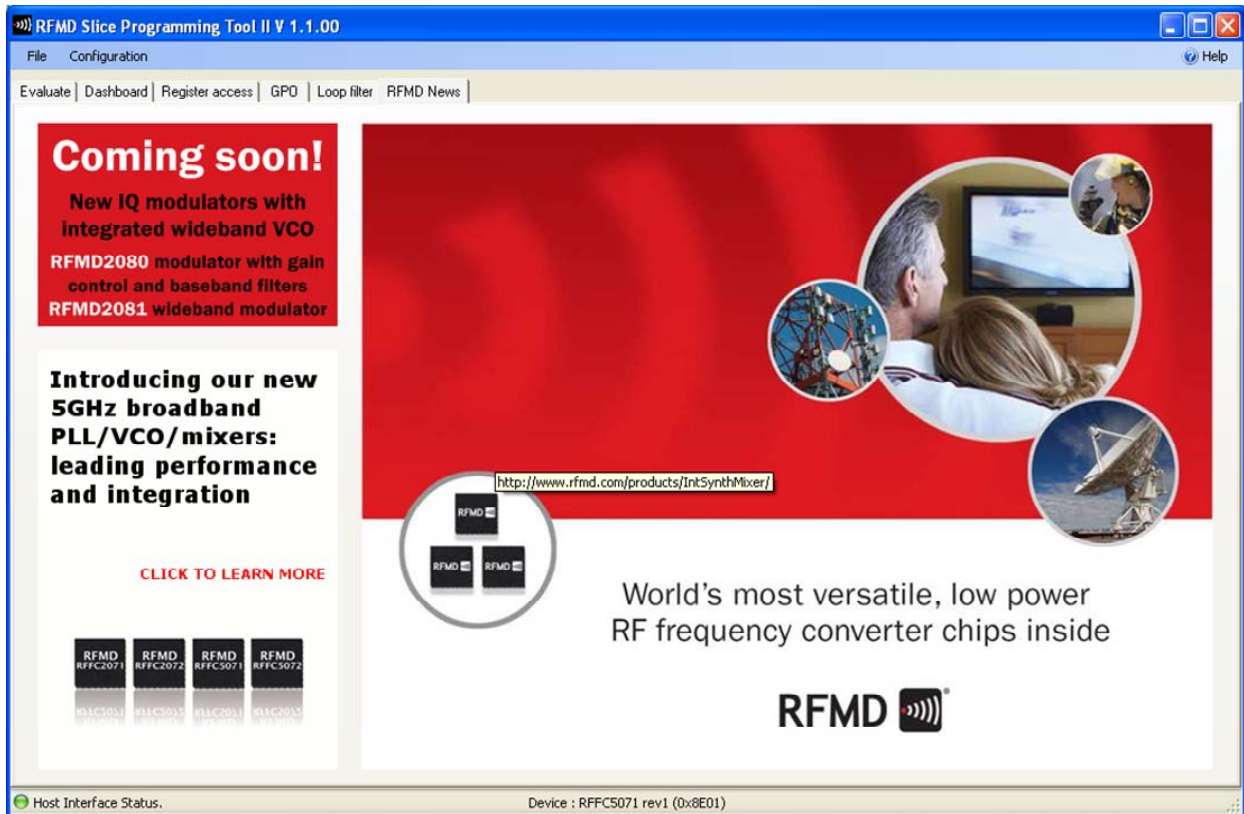 RFMD Slice Programming Tool II V 1.1.00
File Configuration Help
Evaluate Dashboard Register access GPO Loop filter RFMD News
Coming soon!
New IQ modulators with
integrated wideband VCO
RFMD2080 modulator with gain
control and baseband filters
RFMD2081 wideband modulator
Introducing our new
5GHz broadband
PLL/VCO/mixers:
leading performance
and integration
CLICK TO LEARN MORE
RFMD RFMD RFMD RFMD
RFFC2071 RFFC2072 RFFC5071 RFFC5072
http://www.rfmd.com/products/IntSynthMixer/
RFMD
RFMD RFMD
World's most versatile, low power
RF frequency converter chips inside
RFMD ®
Host Interface Status. Device : RFFC5071 rev1 (0x8E01)